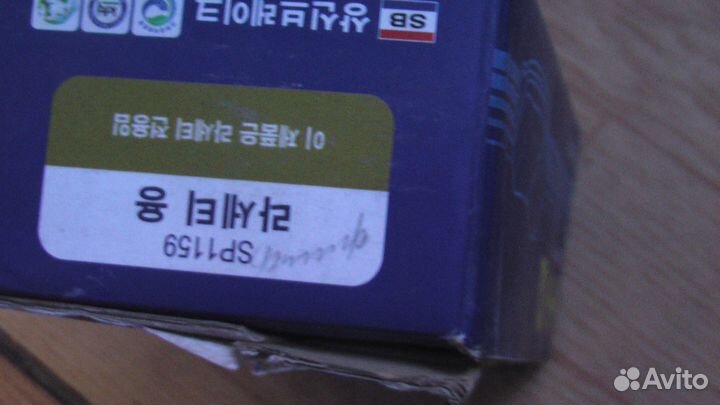 SP1159
라세티 용
이 제품은 라세티 전용임
SB 상신브레이크
Avito